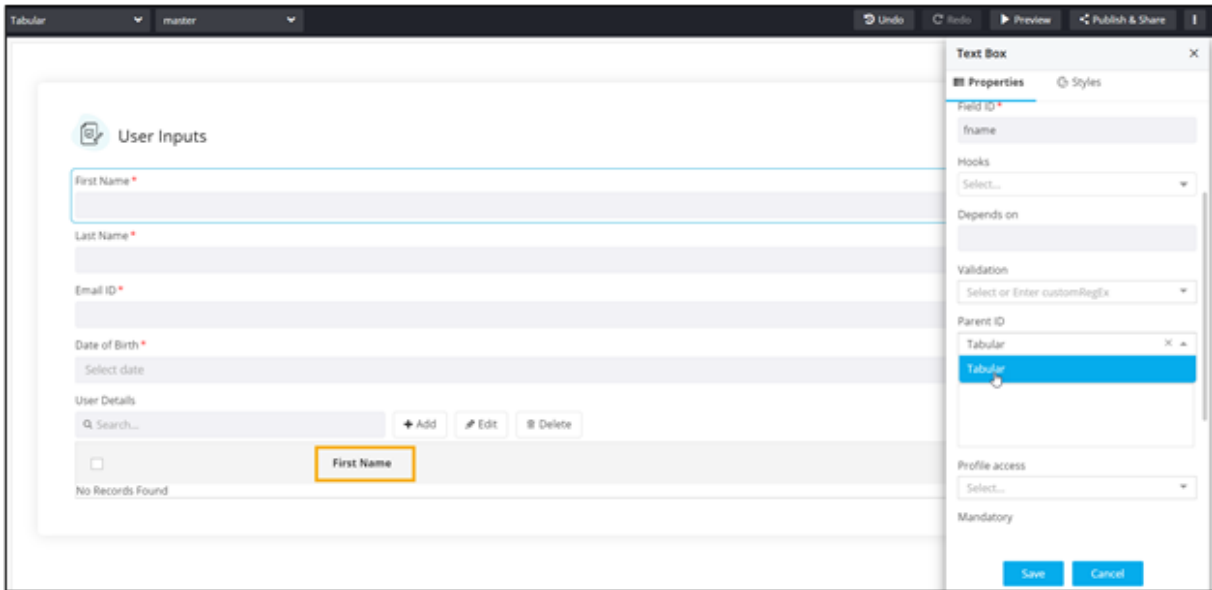 Tabular master Undo Redo Preview Publish & Share
Text Box
Properties Styles
Field ID *
fname
Hooks
Select...
Depends on
Validation
Select or Enter customRegEx
Parent ID
Tabular
Tabular
Profile access
Select...
Mandatory
Save Cancel
User Inputs
First Name *
Last Name *
Email ID *
Date of Birth *
Select date
User Details
Search... Add Edit Delete
First Name
No Records Found